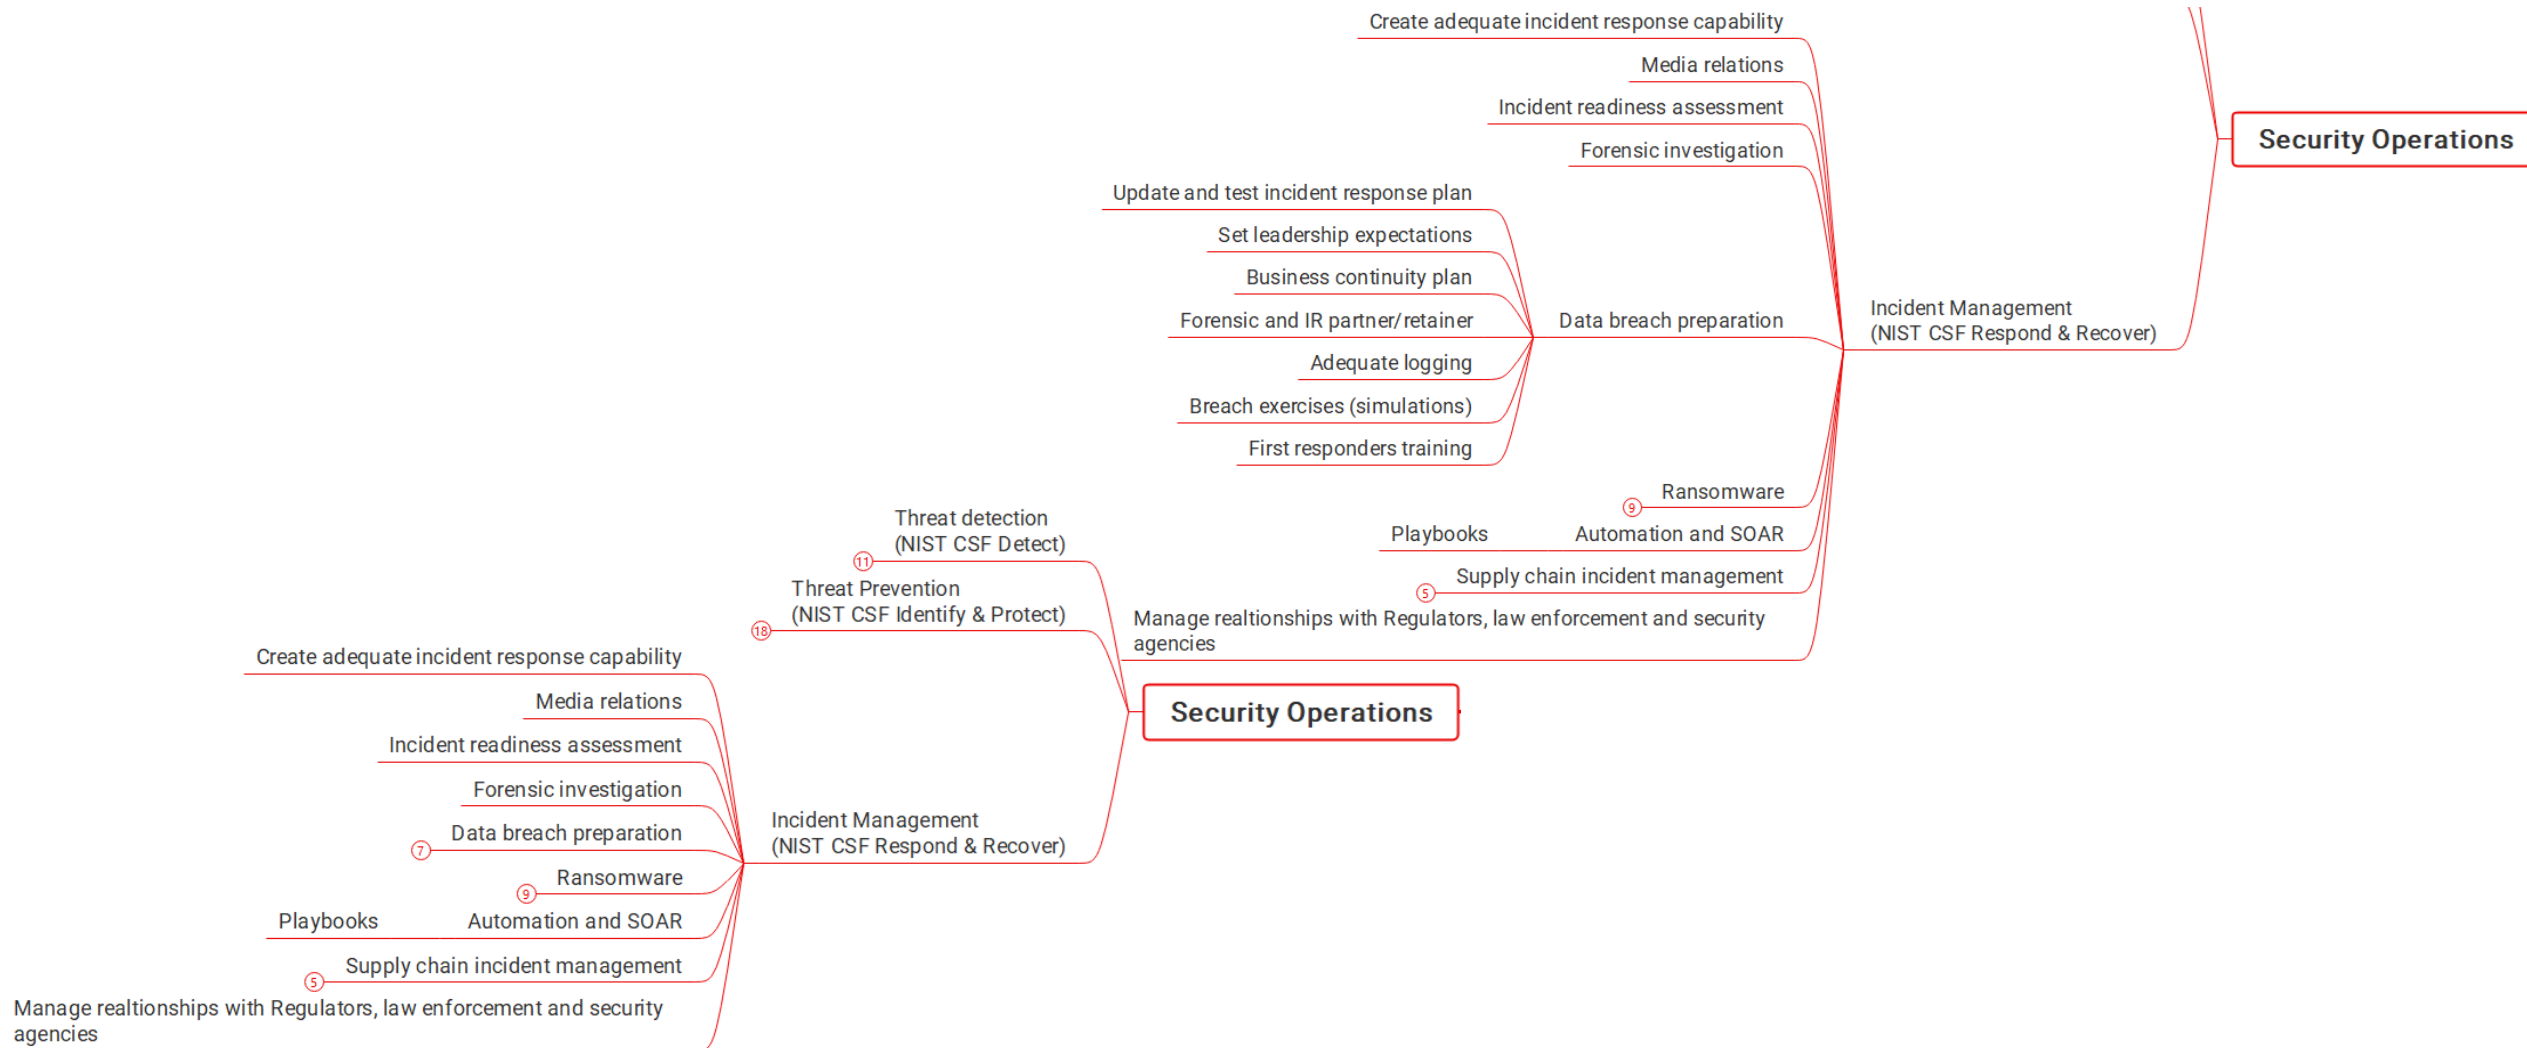 Create adequate incident response capability
Media relations
Incident readiness assessment
Forensic investigation
Security Operations
Update and test incident response plan
Set leadership expectations
Business continuity plan
Forensic and IR partner/retainer
Adequate logging
Breach exercises (simulations)
First responders training
Data breach preparation
Incident Management
(NIST CSF Respond & Recover)
Ransomware
9
Playbooks
Automation and SOAR
Supply chain incident management
5
Manage realtionships with Regulators, law enforcement and security
agencies
Threat detection
(NIST CSF Detect)
11
Threat Prevention
(NIST CSF Identify & Protect)
18
Security Operations
Create adequate incident response capability
Media relations
Incident readiness assessment
Forensic investigation
Data breach preparation
7
Incident Management
(NIST CSF Respond & Recover)
Ransomware
9
Playbooks
Automation and SOAR
Supply chain incident management
5
Manage realtionships with Regulators, law enforcement and security
agencies